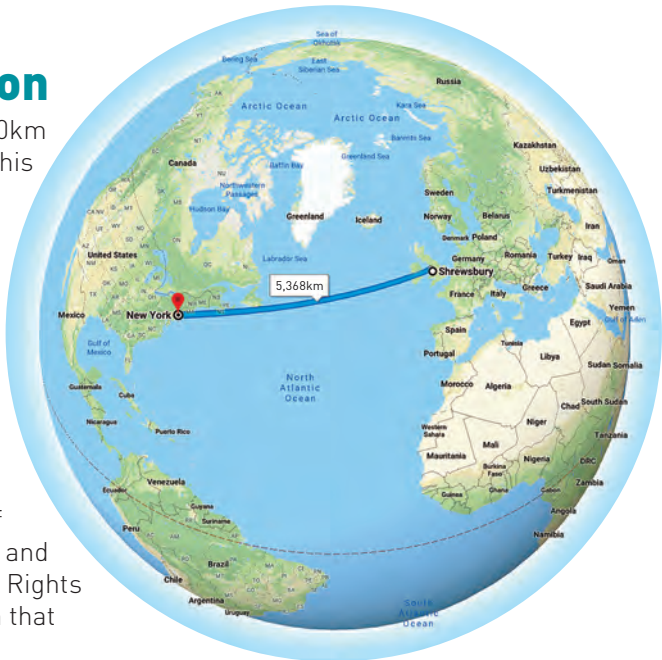 on
0km
his
f
and
Rights
that
Sea of
Okhotsk
Bering Sea
East
Siberian Sea
Russia
Kara Sea
Arctic Ocean
Arctic Ocean
Barents Sea
Kazakhstan
Canada
Baffin Bay
Greenland Sea
Uzbekistan
Northwestern
Passages
Turkmenistan
Sweden
Hudson Bay
Greenland
Iceland
Norway
Belarus
Iran
Denmark
Poland
Labrador Sea
Germany
Romania
Turkey
Iraq
Oman
United States
Shrewsbury
5,368km
France
Italy
Greece
Saudi Arabia
Yemen
Gulf of Aden
Mexico
New York
Spain
Egypt
Gulf of
Mexico
Portugal
Tunisia
Libya
North
Atlantic
Ocean
Sudan
Somalia
Guatemala
Cuba
Morocco
Algeria
Chad
South Sudan
Nicaragua
Puerto Rico
Western
Sahara
Niger
Mali
Tanzania
Mauritania
Burkina
Faso
Nigeria
DRC
Venezuela
Zambia
Ecuador
Guyana
Guinea
Ghana
Gabon
Suriname
Angola
Peru
Namibia
Brazil
Chile
Argentina
Uruguay
South
Atlantic
Ocean